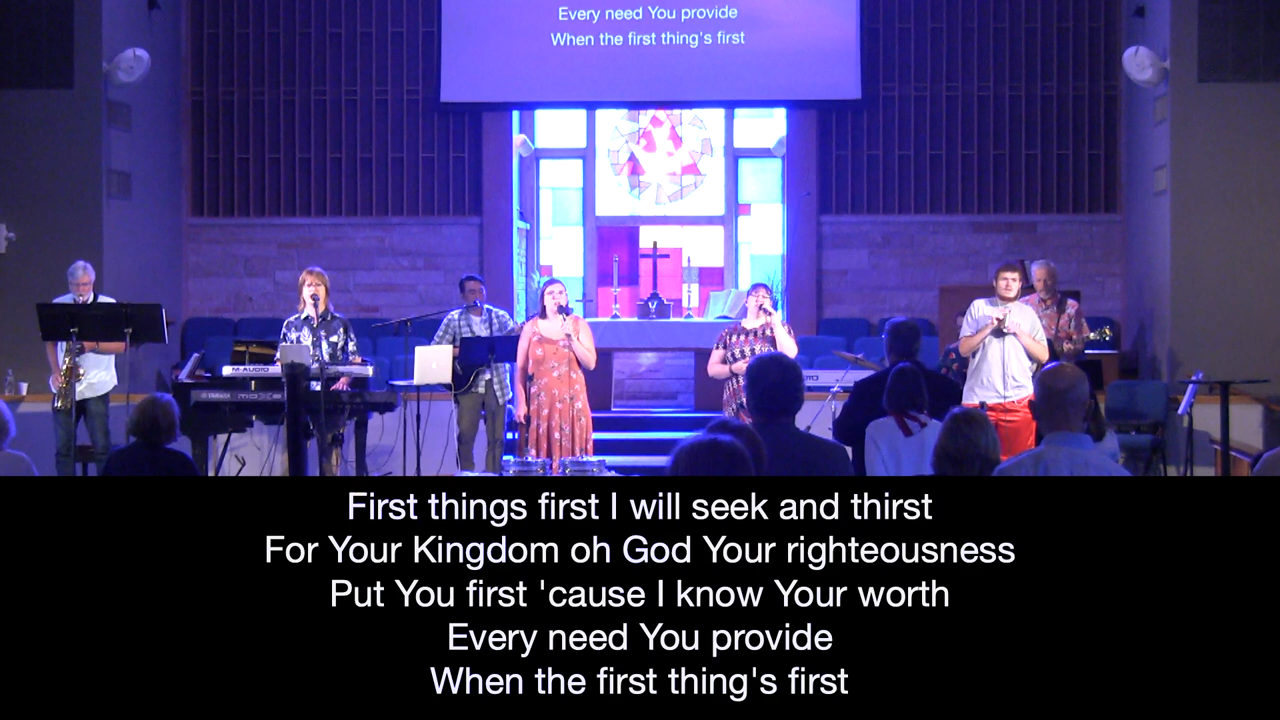 Every need You provide
When the first thing's first
M-AUDIO
YAMAHA MOX8
First things first I will seek and thirst
For Your Kingdom oh God Your righteousness
Put You first 'cause I know Your worth
Every need You provide
When the first thing's first